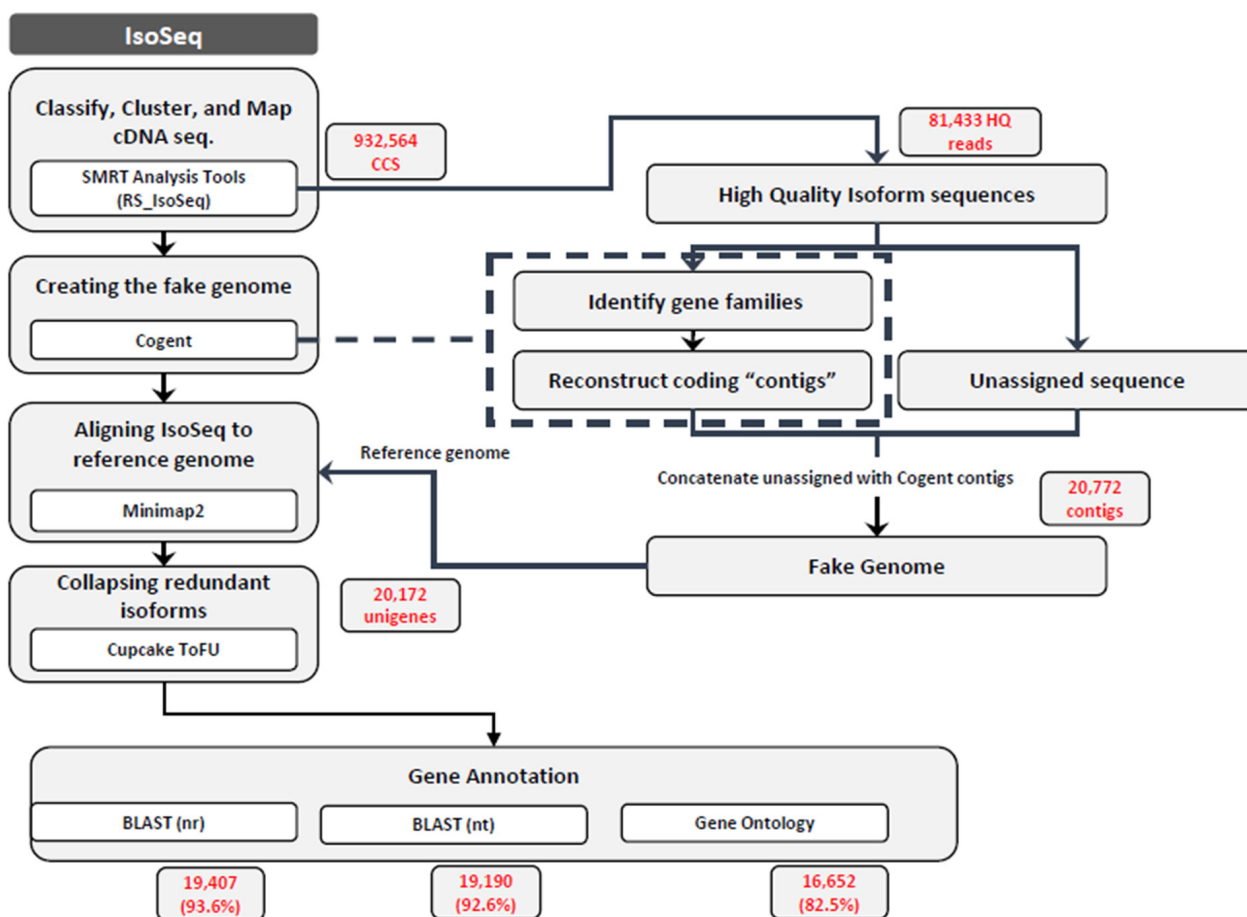 IsoSeq
Classify, Cluster, and Map
cDNA seq.
SMRT Analysis Tools
(RS_IsoSeq)
932,564
CCS
81,433 HQ
reads
High Quality Isoform sequences
Creating the fake genome
Cogent
Identify gene families
Reconstruct coding “contigs”
Unassigned sequence
Aligning IsoSeq to
reference genome
Minimap2
Reference genome
Concatenate unassigned with Cogent contigs
20,772
contigs
Fake Genome
Collapsing redundant
isoforms
Cupcake ToFU
20,172
unigenes
Gene Annotation
BLAST (nr)
BLAST (nt)
Gene Ontology
19,407
(93.6%)
19,190
(92.6%)
16,652
(82.5%)